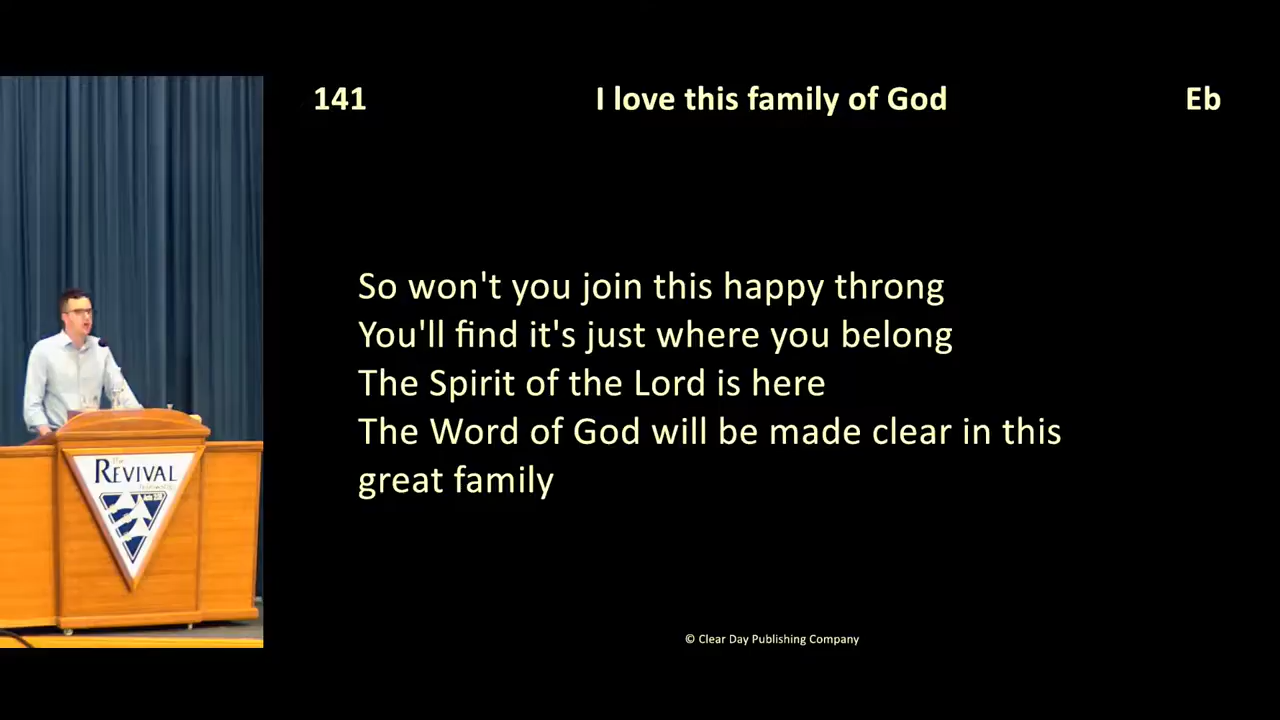 141
I love this family of God
Eb
So won't you join this happy throng
You'll find it's just where you belong
The Spirit of the Lord is here
The Word of God will be made clear in this
great family
The
REVIVAL
© Clear Day Publishing Company